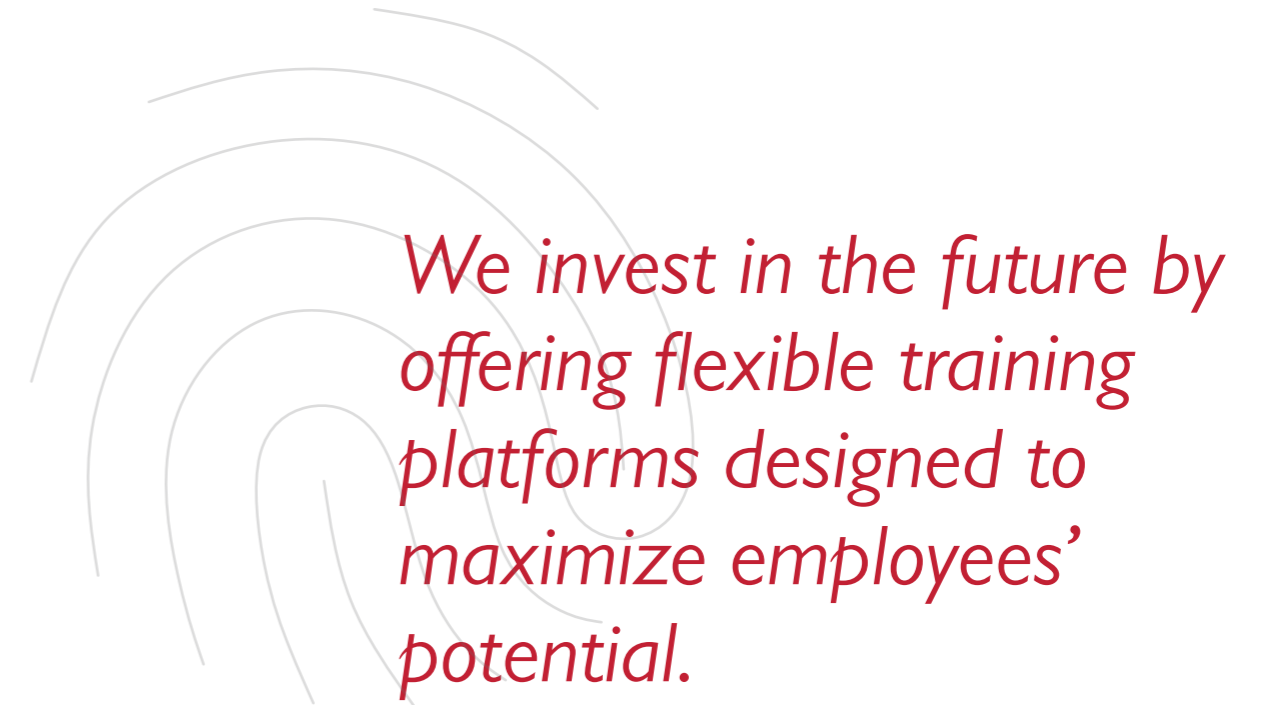 We invest in the future by
offering flexible training
platforms designed to
maximize employees’
potential.